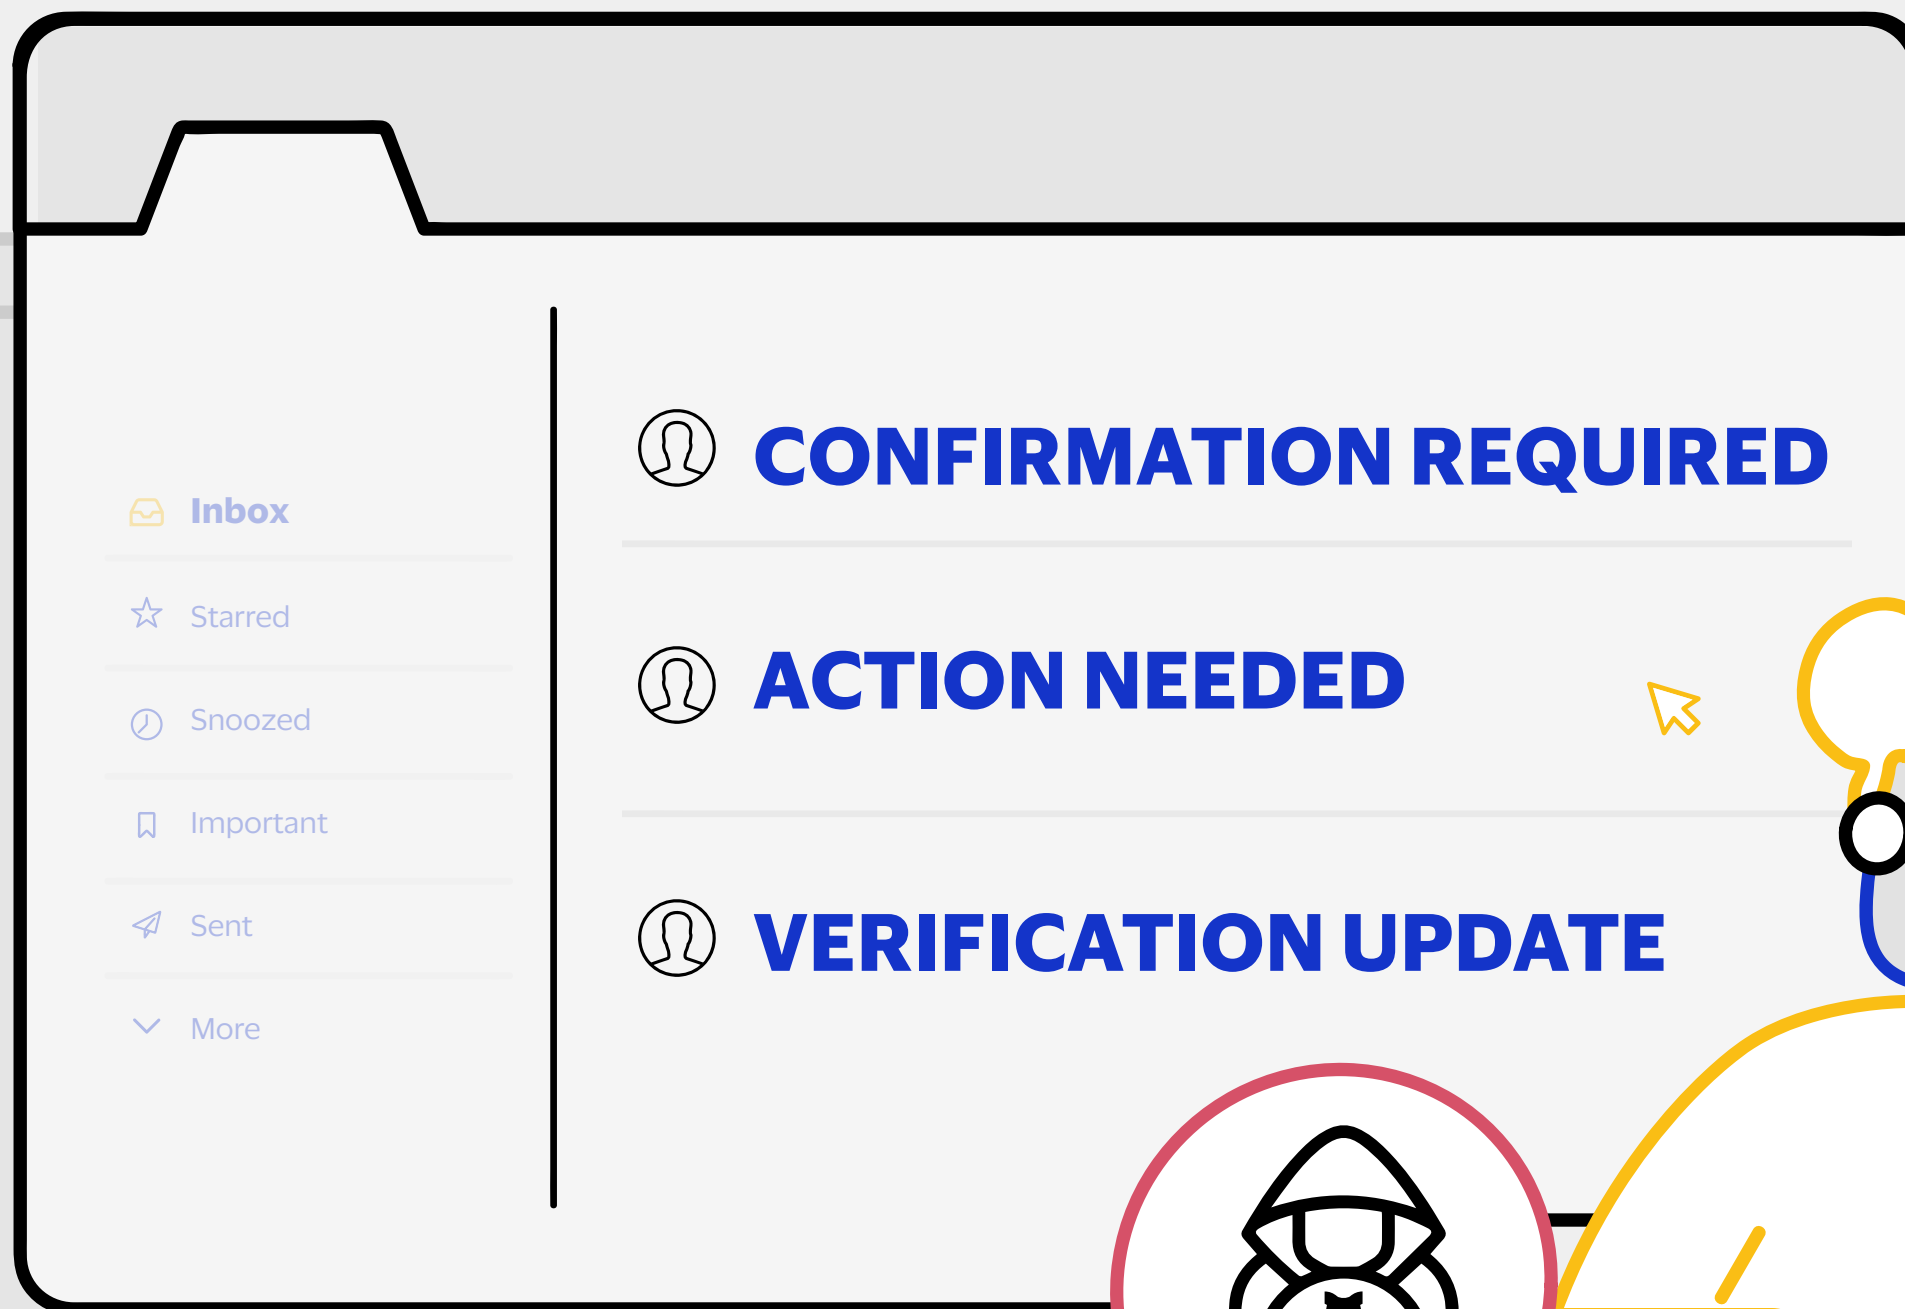 Inbox
Starred
Snoozed
Important
Sent
More
CONFIRMATION REQUIRED
ACTION NEEDED
VERIFICATION UPDATE